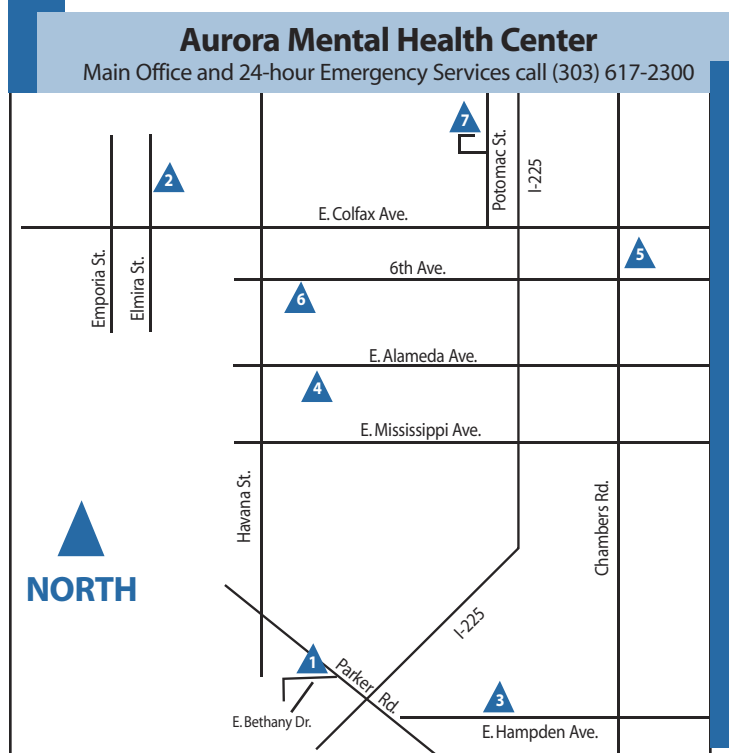 Aurora Mental Health Center
Main Office and 24-hour Emergency Services call (303) 617-2300
7
Potomac St.
I-225
2
E. Colfax Ave.
Emporia St.
Elmira St.
5
6th Ave.
6
E. Alameda Ave.
4
E. Mississippi Ave.
Havana St.
Chambers Rd.
NORTH
I-225
1
Parker Rd.
3
E. Bethany Dr.
E. Hampden Ave.